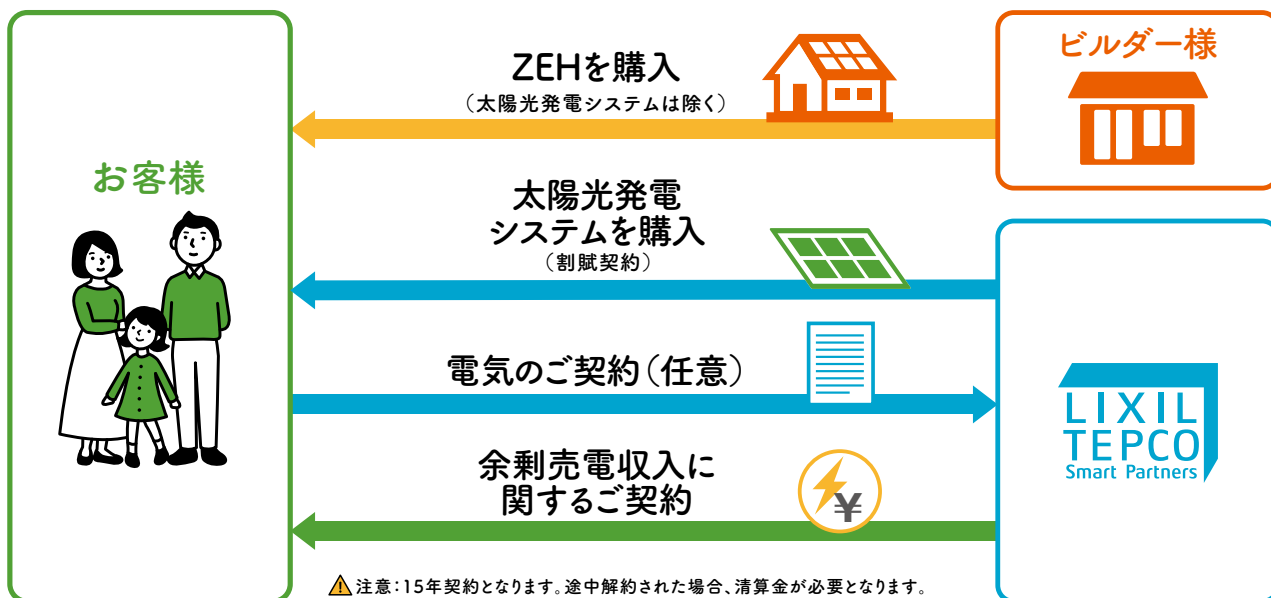 お客様
ZEHを購入
（太陽光発電システムは除く）
ビルダー様
太陽光発電
システムを購入
（割賦契約）
電気のご契約（任意）
余剰売電収入に
関するご契約
¥
LIXIL
TEPCO
Smart Partners
注意：15年契約となります。途中解約された場合、清算金が必要となります。